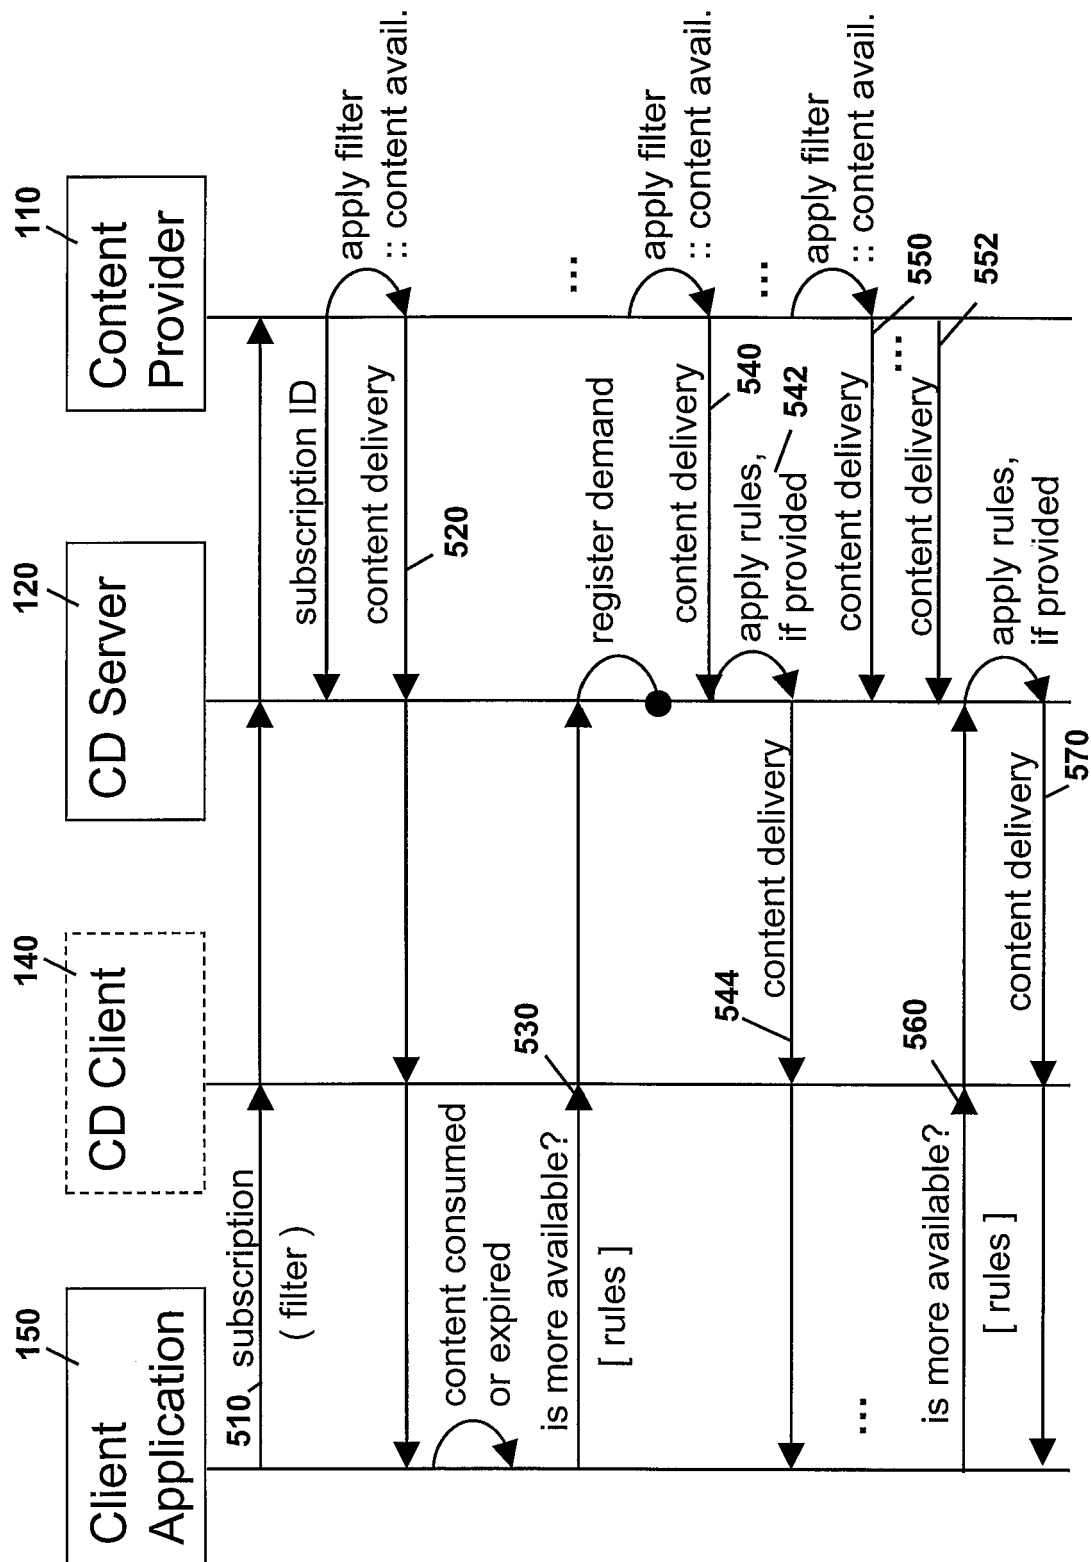 150
Client
Application
140
CD Client
120
CD Server
110
Content
Provider
510
subscription
( filter )
subscription ID
apply filter
:: content avail.
content delivery
520
content consumed
or expired
is more available?
[ rules ]
530
register demand
...
apply filter
:: content avail.
content delivery
540
apply rules,
if provided
542
544
content delivery
...
apply filter
:: content avail.
content delivery
550
...
content delivery
552
...
is more available?
[ rules ]
560
apply rules,
if provided
content delivery
570